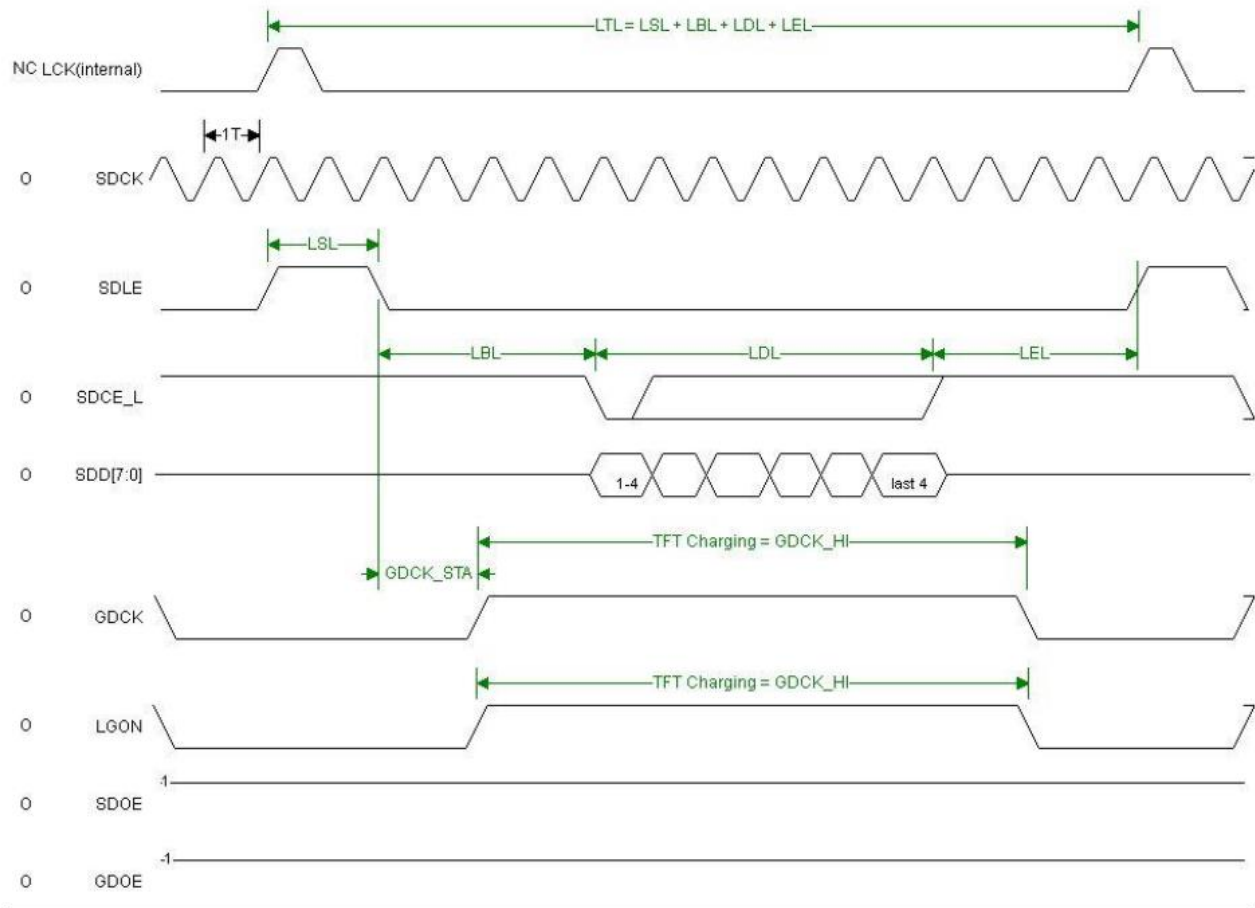 LTL = LSL + LBL + LDL + LEL
NC LCK(internal)
1T
O SDCK
LSL
O SDLE
LBL LDL LEL
O SDCE_L
O SDD[7:0] 1-4 last 4
TFT Charging = GDCK_HI
GDCK_STA
O GDCK
TFT Charging = GDCK_HI
O LGON
-1
O SDOE
-1
O GDOE